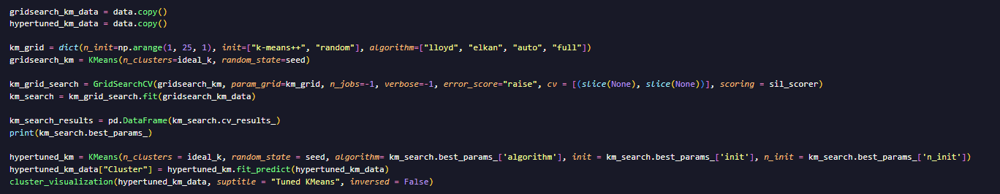 gridsearch_km_data = data.copy()
hypertuned_km_data = data.copy()
km_grid = dict(n_init=np.arange(1, 25, 1), init=["k-means++", "random"], algorithm=["lloyd", "elkan", "auto", "full"])
gridsearch_km = KMeans(n_clusters=ideal_k, random_state=seed)
km_grid_search = GridSearchCV(gridsearch_km, param_grid=km_grid, n_jobs=-1, verbose=-1, error_score="raise", cv = [(slice(None), slice(None))], scoring = sil_scorer)
km_search = km_grid_search.fit(gridsearch_km_data)
km_search_results = pd.DataFrame(km_search.cv_results_)
print(km_search.best_params_)
hypertuned_km = KMeans(n_clusters = ideal_k, random_state = seed, algorithm= km_search.best_params_['algorithm'], init = km_search.best_params_['init'], n_init = km_search.best_params_['n_init'])
hypertuned_km_data["Cluster"] = hypertuned_km.fit_predict(hypertuned_km_data)
cluster_visualization(hypertuned_km_data, suptitle = "Tuned KMeans", inversed = False)